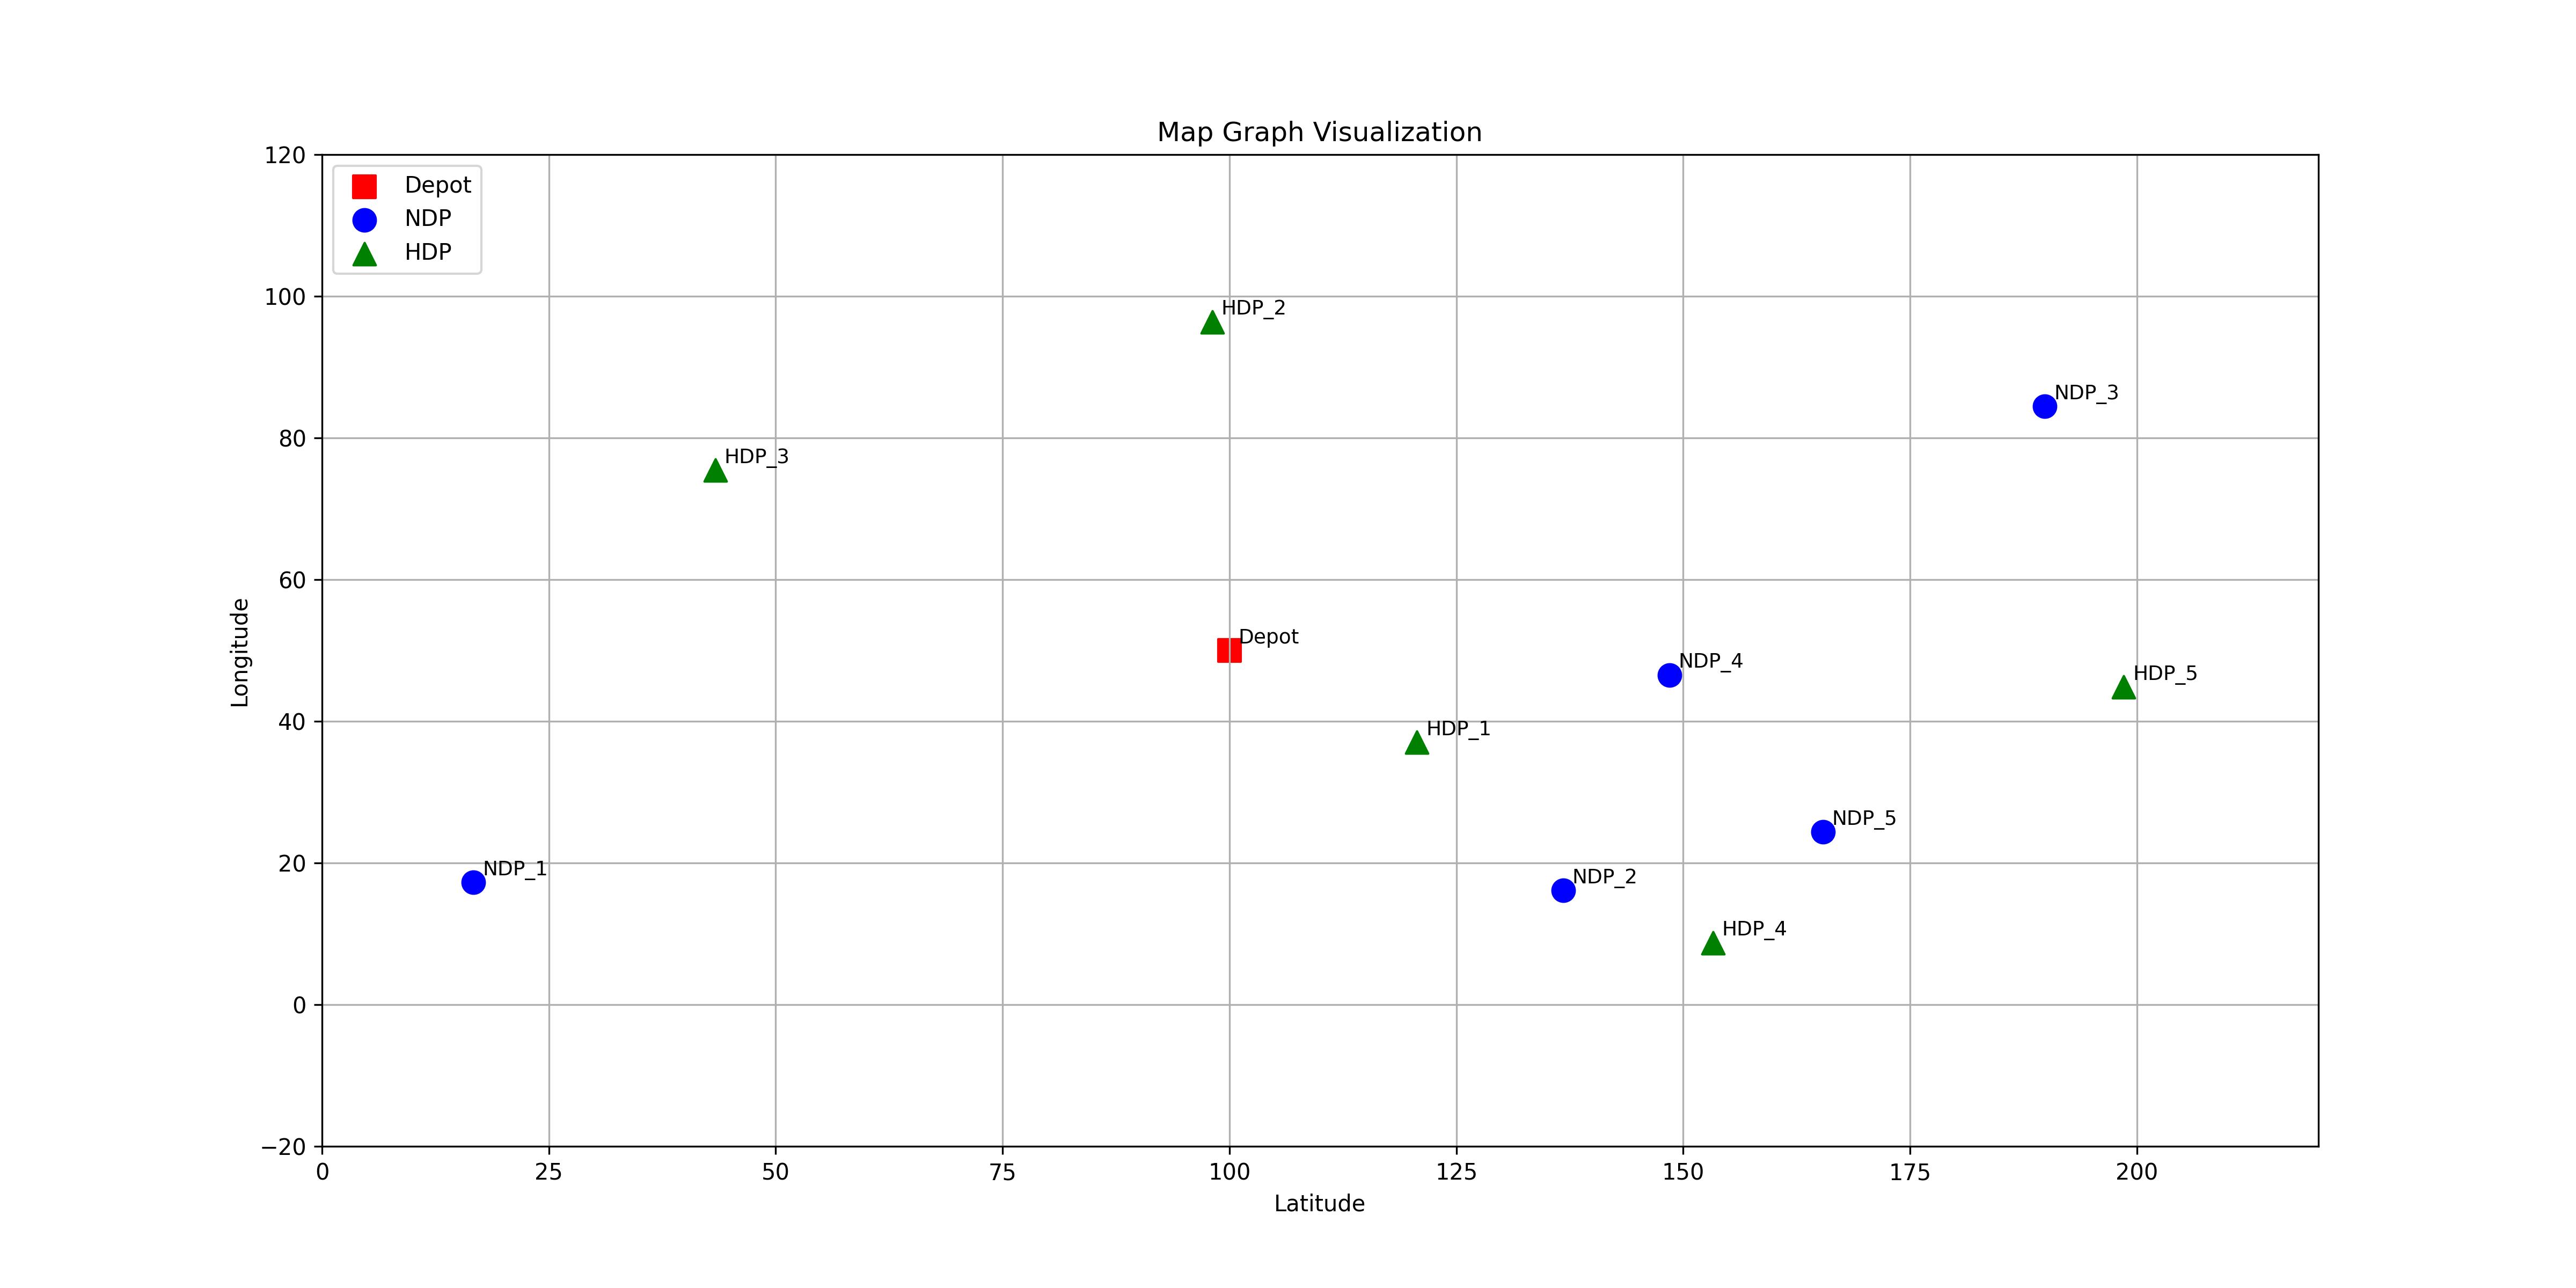 Map Graph Visualization
Depot
NDP
HDP
120
100
80
60
40
20
0
−20
Longitude
HDP_2
NDP_3
HDP_3
Depot
NDP_4
HDP_5
HDP_1
NDP_5
NDP_1
NDP_2
HDP_4
0 25 50 75 100 125 150 175 200
Latitude